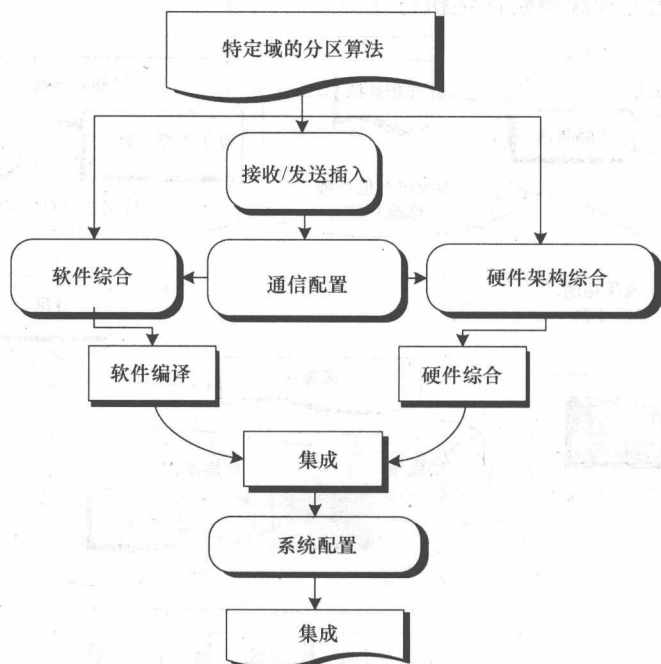 特定域的分区算法
接收/发送插入
软件综合
通信配置
硬件架构综合
软件编译
硬件综合
集成
系统配置
集成